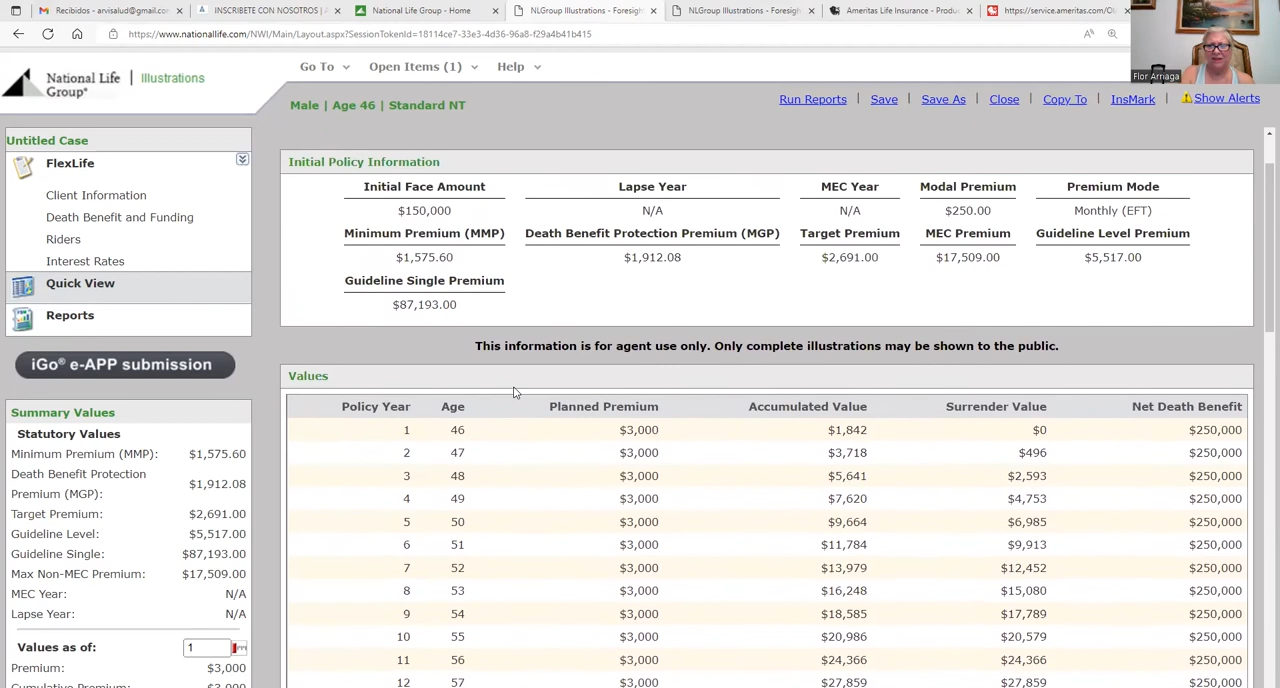 Recibidos - arvisalud@gmail.co
INSCRIBETE CON NOSOTROS |
National Life Group - Home
NLGroup Illustrations - Foresigh
NLGroup Illustrations - Foresigh
Ameritas Life Insurance - Produc
https://service.ameritas.com/OU
https://www.nationallife.com/NWI/Main/Layout.aspx?SessionTokenId=18114ce7-33e3-4d36-96a8-f29a4b41b415
Flor Arriaga
National Life Group® | Illustrations
Go To
Open Items (1)
Help
Male | Age 46 | Standard NT
Run Reports | Save | Save As | Close | Copy To | InsMark | Show Alerts
Untitled Case
FlexLife
Client Information
Death Benefit and Funding
Riders
Interest Rates
Quick View
Reports
iGo® e-APP submission
Summary Values
Statutory Values
Minimum Premium (MMP): $1,575.60
Death Benefit Protection Premium (MGP): $1,912.08
Target Premium: $2,691.00
Guideline Level: $5,517.00
Guideline Single: $87,193.00
Max Non-MEC Premium: $17,509.00
MEC Year: N/A
Lapse Year: N/A
Values as of: 1
Premium: $3,000
Cumulative Premium: $3,000
Initial Policy Information
Initial Face Amount Lapse Year MEC Year Modal Premium Premium Mode
$150,000 N/A N/A $250.00 Monthly (EFT)
Minimum Premium (MMP) Death Benefit Protection Premium (MGP) Target Premium MEC Premium Guideline Level Premium
$1,575.60 $1,912.08 $2,691.00 $17,509.00 $5,517.00
Guideline Single Premium
$87,193.00
This information is for agent use only. Only complete illustrations may be shown to the public.
Values
Policy Year Age Planned Premium Accumulated Value Surrender Value Net Death Benefit
1 46 $3,000 $1,842 $0 $250,000
2 47 $3,000 $3,718 $496 $250,000
3 48 $3,000 $5,641 $2,593 $250,000
4 49 $3,000 $7,620 $4,753 $250,000
5 50 $3,000 $9,664 $6,985 $250,000
6 51 $3,000 $11,784 $9,913 $250,000
7 52 $3,000 $13,979 $12,452 $250,000
8 53 $3,000 $16,248 $15,080 $250,000
9 54 $3,000 $18,585 $17,789 $250,000
10 55 $3,000 $20,986 $20,579 $250,000
11 56 $3,000 $24,366 $24,366 $250,000
12 57 $3,000 $27,859 $27,859 $250,000